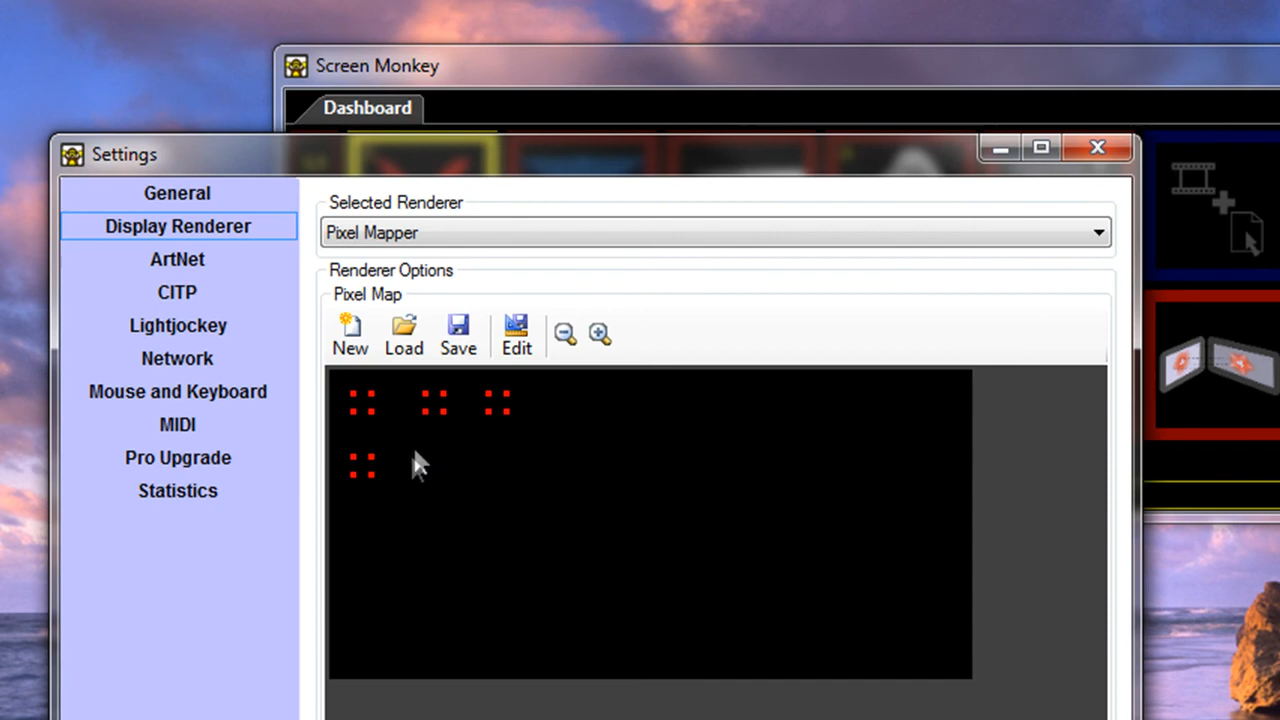 Screen Monkey
Dashboard
Settings
General
Display Renderer
ArtNet
CITP
Lightjockey
Network
Mouse and Keyboard
MIDI
Pro Upgrade
Statistics
Selected Renderer
Pixel Mapper
Renderer Options
Pixel Map
New Load Save Edit